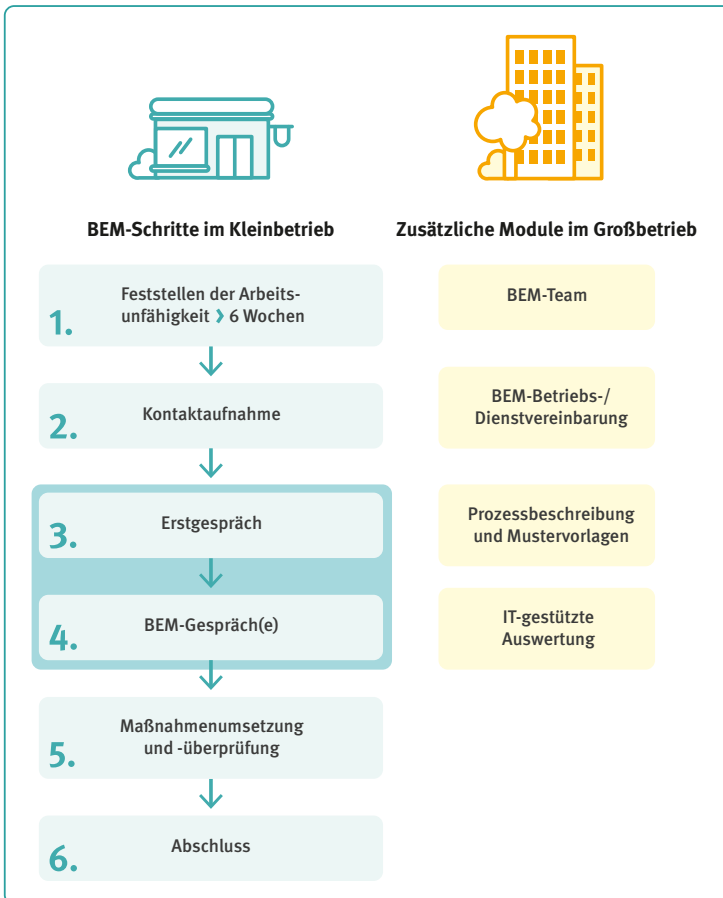 BEM-Schritte im Kleinbetrieb
1.
Feststellen der Arbeits-
unfähigkeit > 6 Wochen
2.
Kontaktaufnahme
3.
Erstgespräch
4.
BEM-Gespräch(e)
5.
Maßnahmenumsetzung
und -überprüfung
6.
Abschluss
Zusätzliche Module im Großbetrieb
BEM-Team
BEM-Betriebs-/
Dienstvereinbarung
Prozessbeschreibung
und Mustervorlagen
IT-gestützte
Auswertung